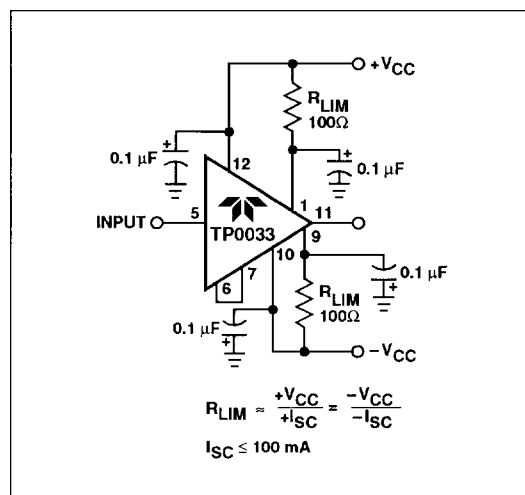 +VCC
RLIM
100Ω
0.1 µF
+
12
+
0.1 µF
1
INPUT
5
TP0033
11
9
10
7
6
0.1 µF
+
RLIM
100Ω
+
0.1 µF
−VCC
RLIM ≈ +VCC/+ISC = −VCC/−ISC
ISC ≤ 100 mA